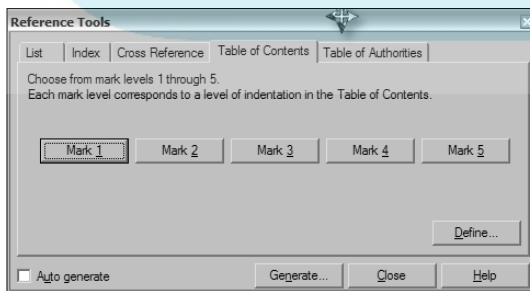 Reference Tools
List Index Cross Reference Table of Contents Table of Authorities
Choose from mark levels 1 through 5.
Each mark level corresponds to a level of indentation in the Table of Contents.
Mark 1 Mark 2 Mark 3 Mark 4 Mark 5
Define...
Auto generate Generate... Close Help